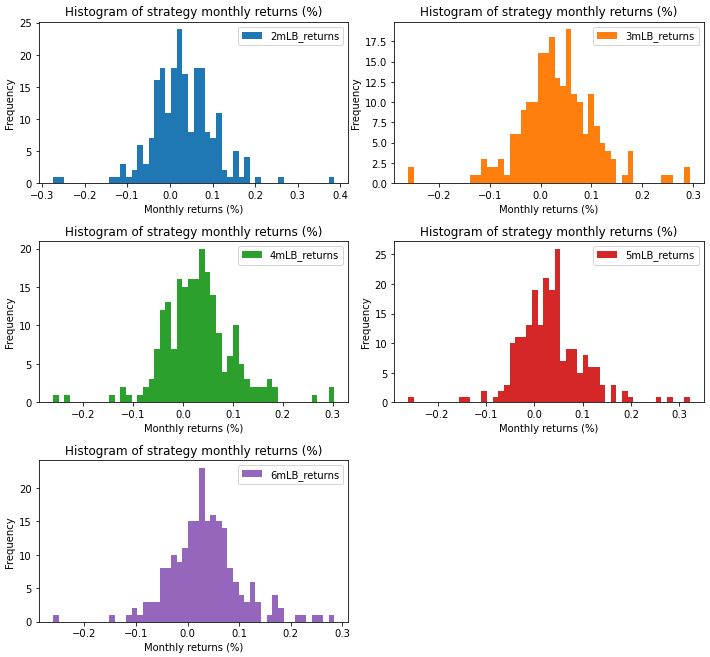 Histogram of strategy monthly returns (%)
25
20
15
10
5
0
Frequency
2mLB_returns
−0.3 −0.2 −0.1 0.0 0.1 0.2 0.3 0.4
Monthly returns (%)
Histogram of strategy monthly returns (%)
17.5
15.0
12.5
10.0
7.5
5.0
2.5
0.0
Frequency
3mLB_returns
−0.2 −0.1 0.0 0.1 0.2 0.3
Monthly returns (%)
Histogram of strategy monthly returns (%)
20
15
10
5
0
Frequency
4mLB_returns
−0.2 −0.1 0.0 0.1 0.2 0.3
Monthly returns (%)
Histogram of strategy monthly returns (%)
25
20
15
10
5
0
Frequency
5mLB_returns
−0.2 −0.1 0.0 0.1 0.2 0.3
Monthly returns (%)
Histogram of strategy monthly returns (%)
20
15
10
5
0
Frequency
6mLB_returns
−0.2 −0.1 0.0 0.1 0.2 0.3
Monthly returns (%)